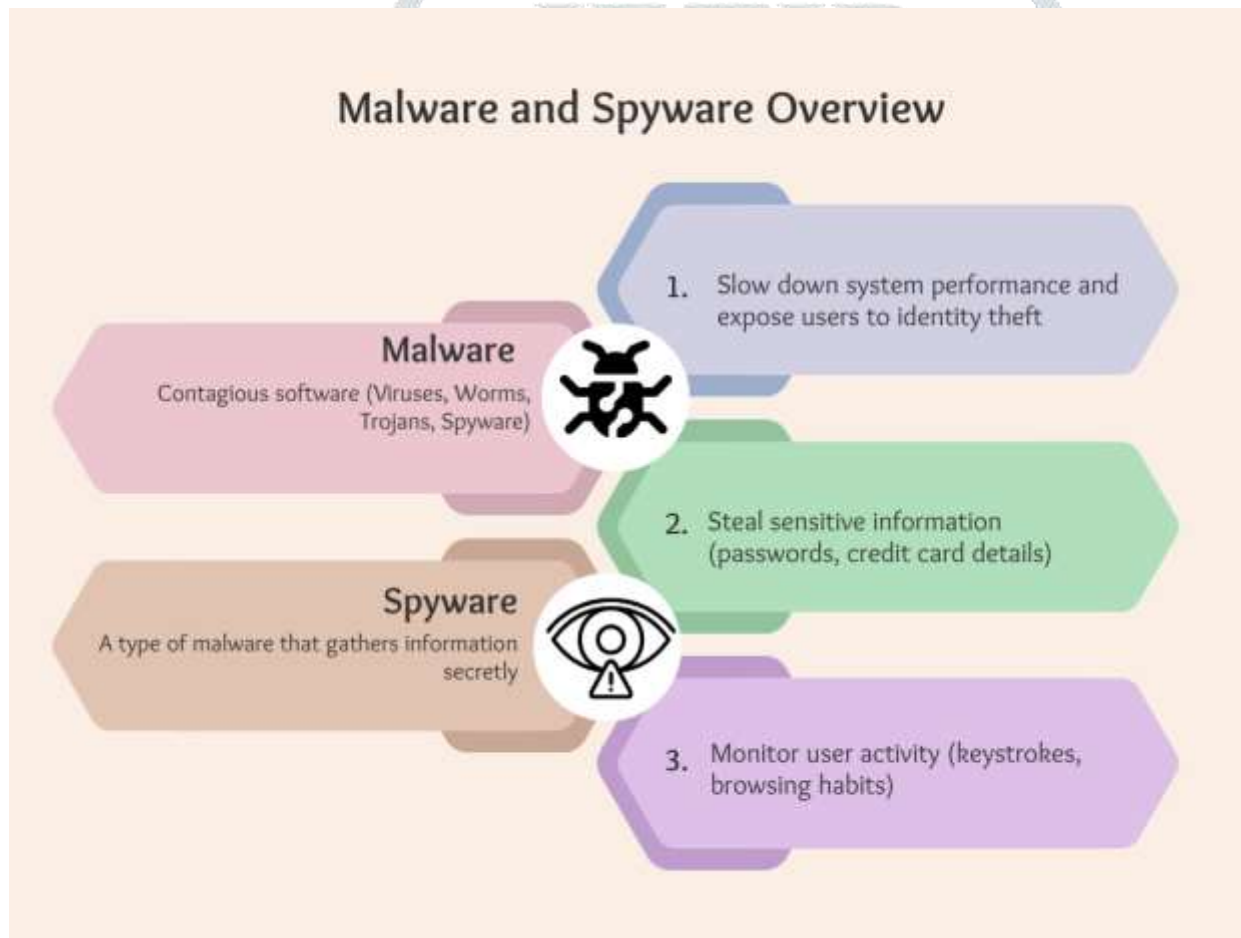 Malware and Spyware Overview
Malware
Contagious software (Viruses, Worms,
Trojans, Spyware)
Spyware
A type of malware that gathers information
secretly
1. Slow down system performance and
expose users to identity theft
2. Steal sensitive information
(passwords, credit card details)
3. Monitor user activity (keystrokes,
browsing habits)